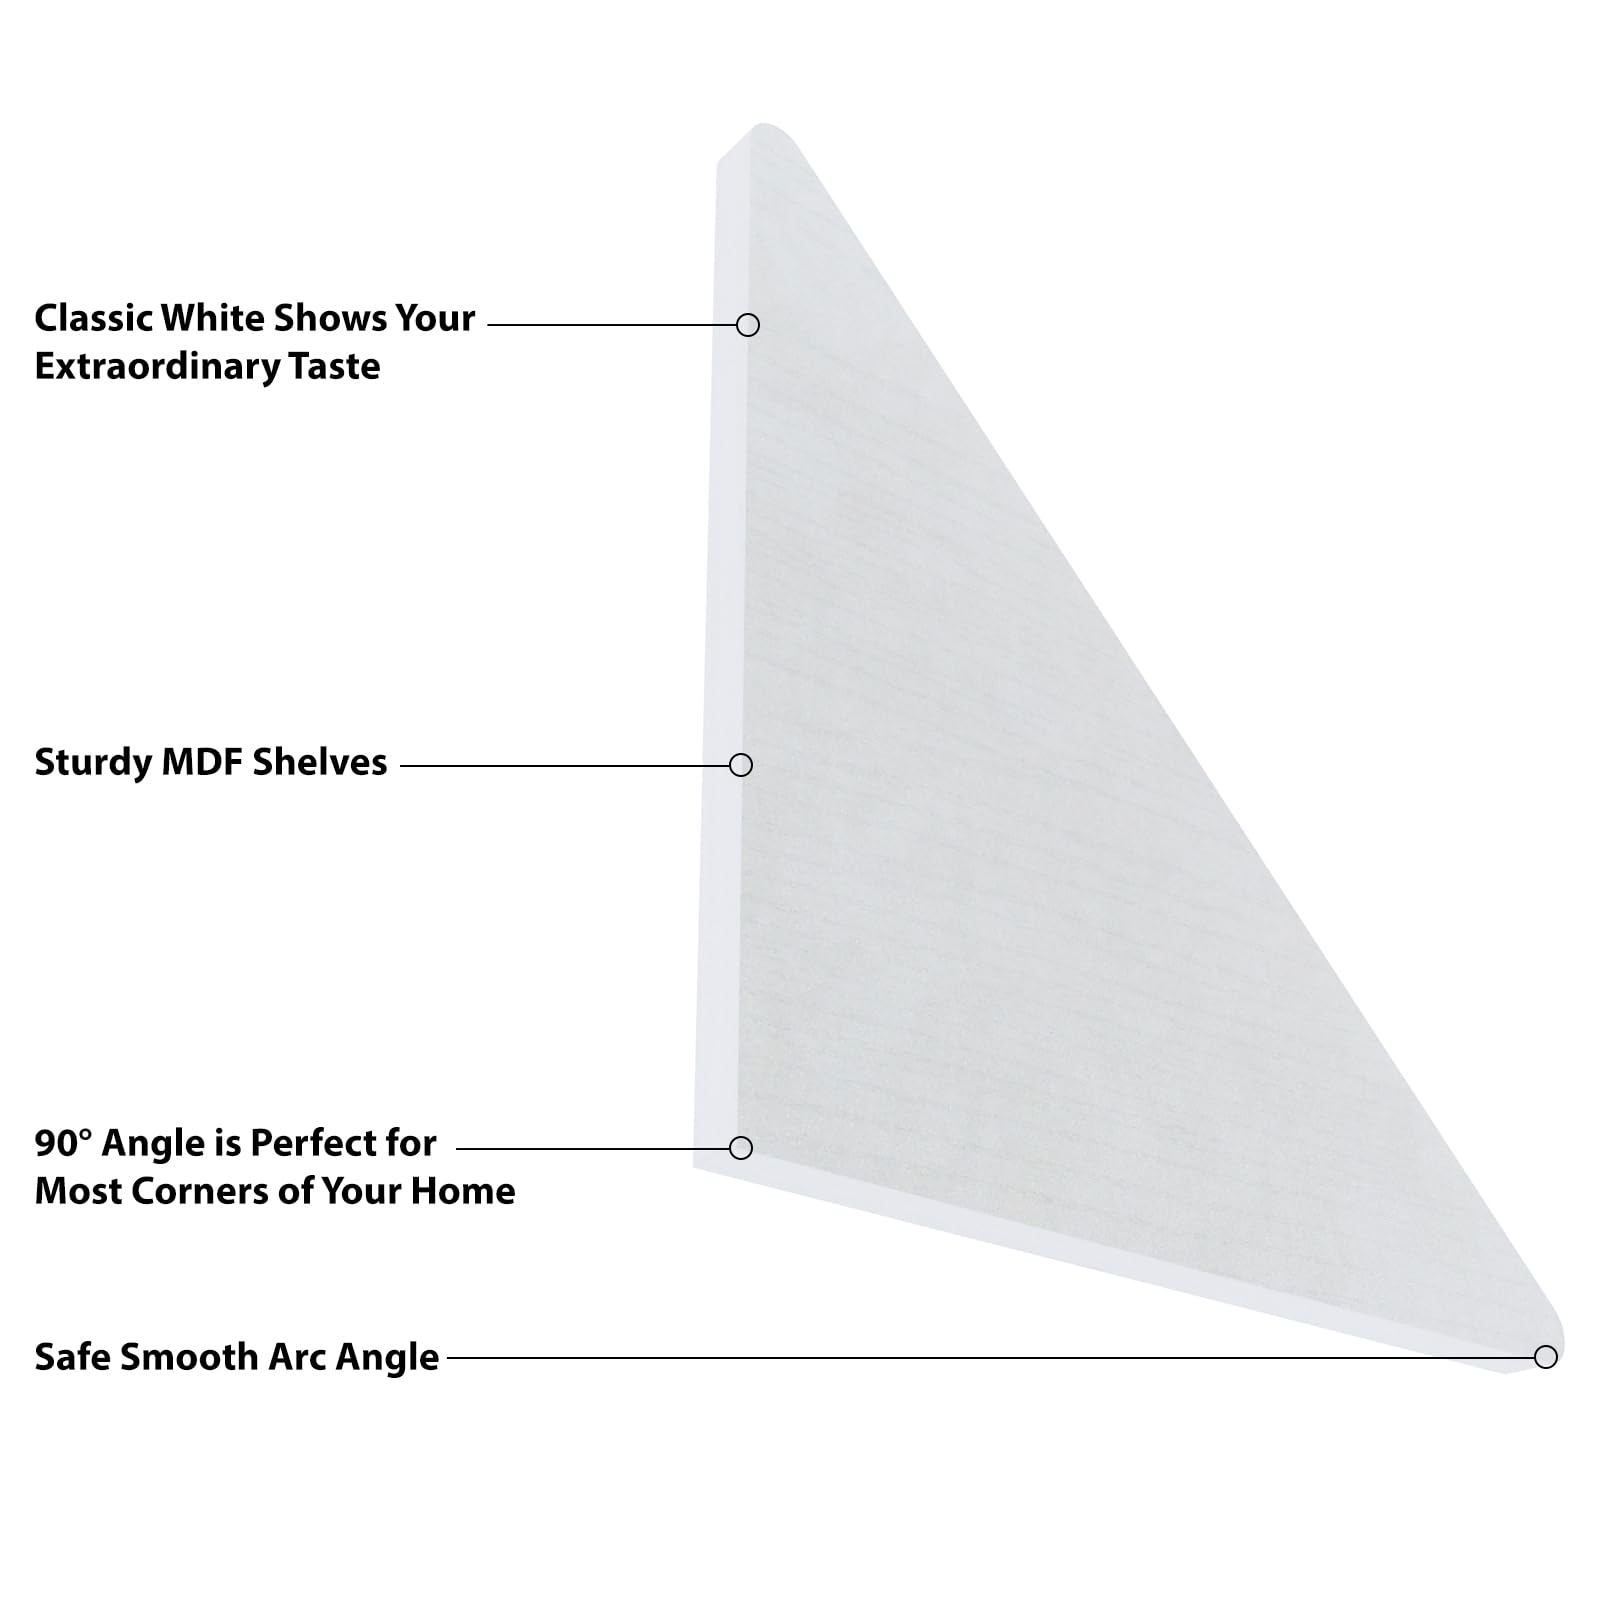 Classic White Shows Your
Extraordinary Taste
Sturdy MDF Shelves
90° Angle is Perfect for
Most Corners of Your Home
Safe Smooth Arc Angle